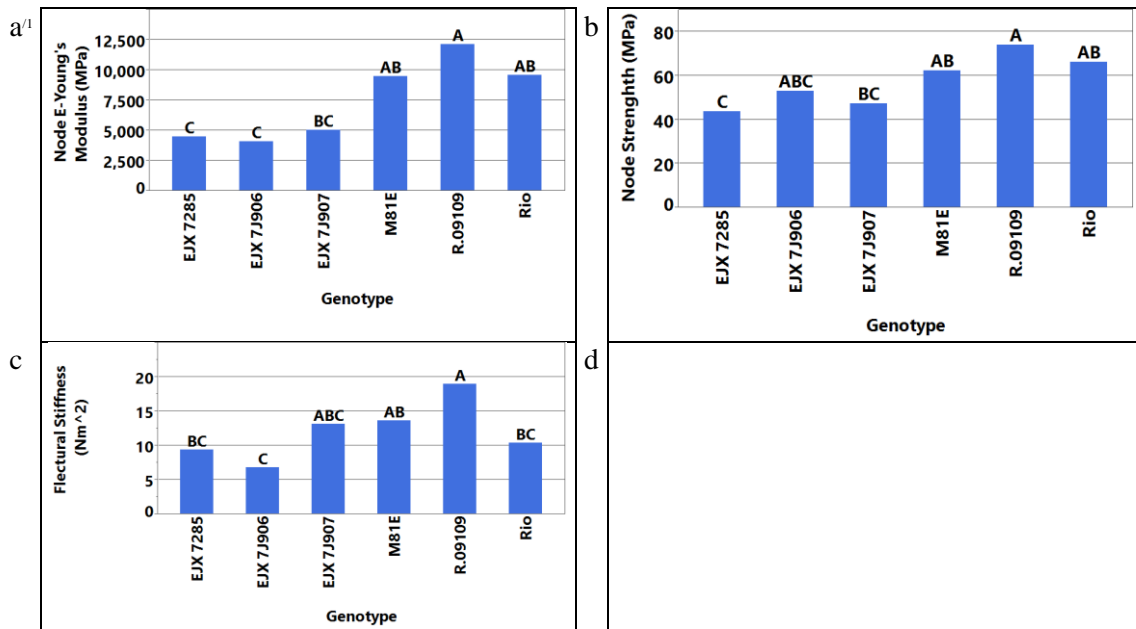 a/1
Node E-Young's
Modulus (MPa)
12,500
10,000
7,500
5,000
2,500
0
C
C
BC
AB
A
AB
EJX 7285
EJX 7J906
EJX 7J907
M81E
R.09109
Rio
Genotype
b
Node Strenghth (MPa)
80
60
40
20
0
C
ABC
BC
AB
A
AB
EJX 7285
EJX 7J906
EJX 7J907
M81E
R.09109
Rio
Genotype
c
Flectural Stiffness
(Nm^2)
20
15
10
5
0
BC
C
ABC
AB
A
BC
EJX 7285
EJX 7J906
EJX 7J907
M81E
R.09109
Rio
Genotype
d